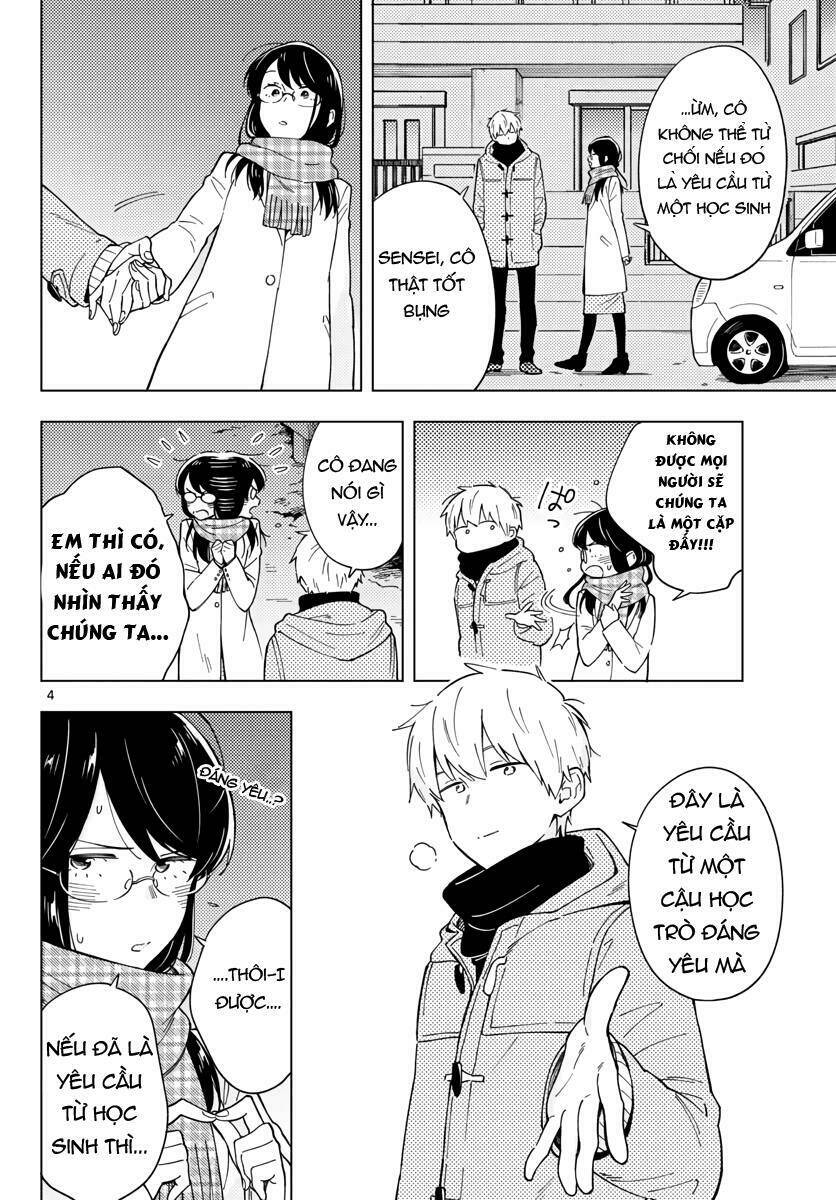 ...ỪM, CÔ
KHÔNG THỂ TỪ
CHỐI NẾU ĐÓ
LÀ YÊU CẦU TỪ
MỘT HỌC SINH
SENSEI, CÔ
THẬT TỐT
BỤNG
KHÔNG
ĐƯỢC MỌI
NGƯỜI SẼ
CHÚNG TA
LÀ MỘT CẶP
ĐẤY!!!
ぱっ
CÔ ĐANG
NÓI GÌ
VẬY...
EM THÌ CÓ,
NẾU AI ĐÓ
NHÌN THẤY
CHÚNG TA...
4
ĐÂY LÀ
YÊU CẦU
TỪ MỘT
CẬU HỌC
TRÒ ĐÁNG
YÊU MÀ
ĐÁNG YÊU..?
....THÔI-I
ĐƯỢC....
NẾU ĐÃ LÀ
YÊU CẦU
TỪ HỌC
SINH THÌ...